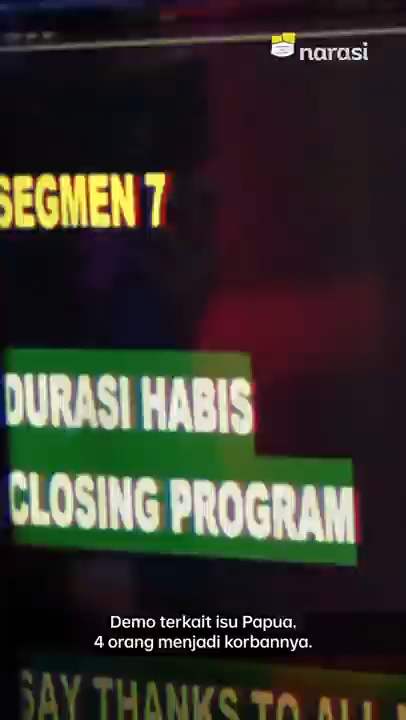 narasi
SEGMEN 7
DURASI HABIS
CLOSING PROGRAM
Demo terkait isu Papua.
4 orang menjadi korbannya.
SAY THANKS TO ALL